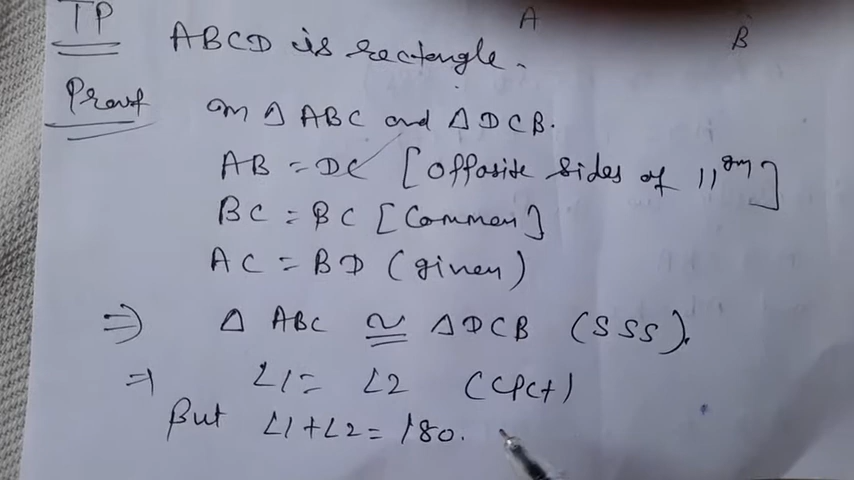 TP
A
B
ABCD is rectangle.
Proof
In △ ABC and △ DCB.
AB = DC [opposite sides of ||gm]
BC = BC [Common]
AC = BD (given)
⇒ △ ABC ≅ △ DCB (SSS).
⇒ ∠1 = ∠2 (CPCT)
But ∠1 + ∠2 = 180.